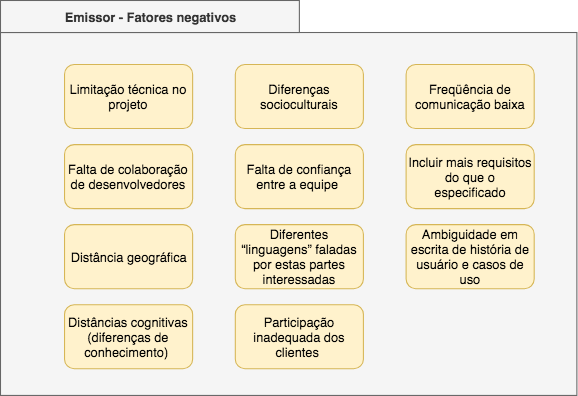 Emissor - Fatores negativos
Limitação técnica no
projeto
Diferenças
socioculturais
Freqüência de
comunicação baixa
Falta de colaboração
de desenvolvedores
Falta de confiança
entre a equipe
Incluir mais requisitos
do que o
especificado
Distância geográfica
Diferentes
“linguagens” faladas
por estas partes
interessadas
Ambiguidade em
escrita de história de
usuário e casos de
uso
Distâncias cognitivas
(diferenças de
conhecimento)
Participação
inadequada dos
clientes